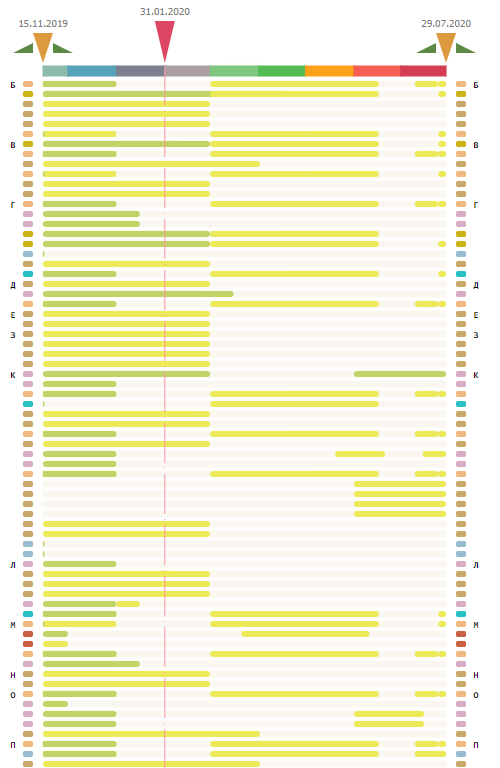 31.01.2020
15.11.2019 29.07.2020
Б Б
В В
Г Г
Д Д
Е Е
З З
К К
Л Л
М М
Н Н
О О
П П